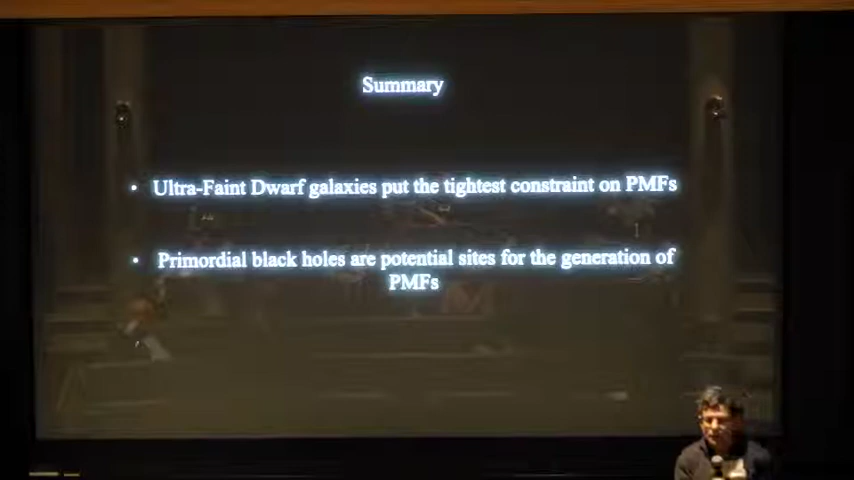 Summary
• Ultra-Faint Dwarf galaxies put the tightest constraint on PMFs
• Primordial black holes are potential sites for the generation of
PMFs